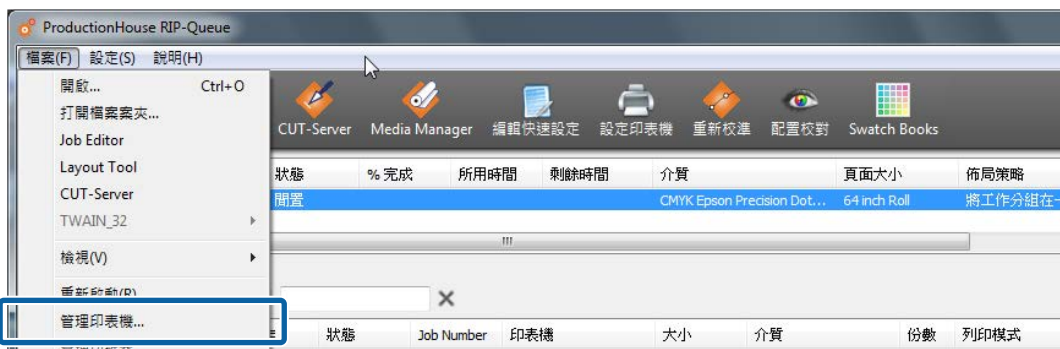 ProductionHouse RIP-Queue
檔案(F) 設定(S) 說明(H)
開啟... Ctrl+O
打開檔案案夾...
Job Editor
Layout Tool
CUT-Server
TWAIN_32
檢視(V)
重新啟動(R)
管理印表機...
CUT-Server Media Manager 編輯快速設定 設定印表機 重新校準 配置校對 Swatch Books
狀態 % 完成 所用時間 剩餘時間 介質 頁面大小 佈局策略
閒置 CMYK Epson Precision Dot... 64 inch Roll 將工作分組在一
狀態 Job Number 印表機 大小 介質 份數 列印模式